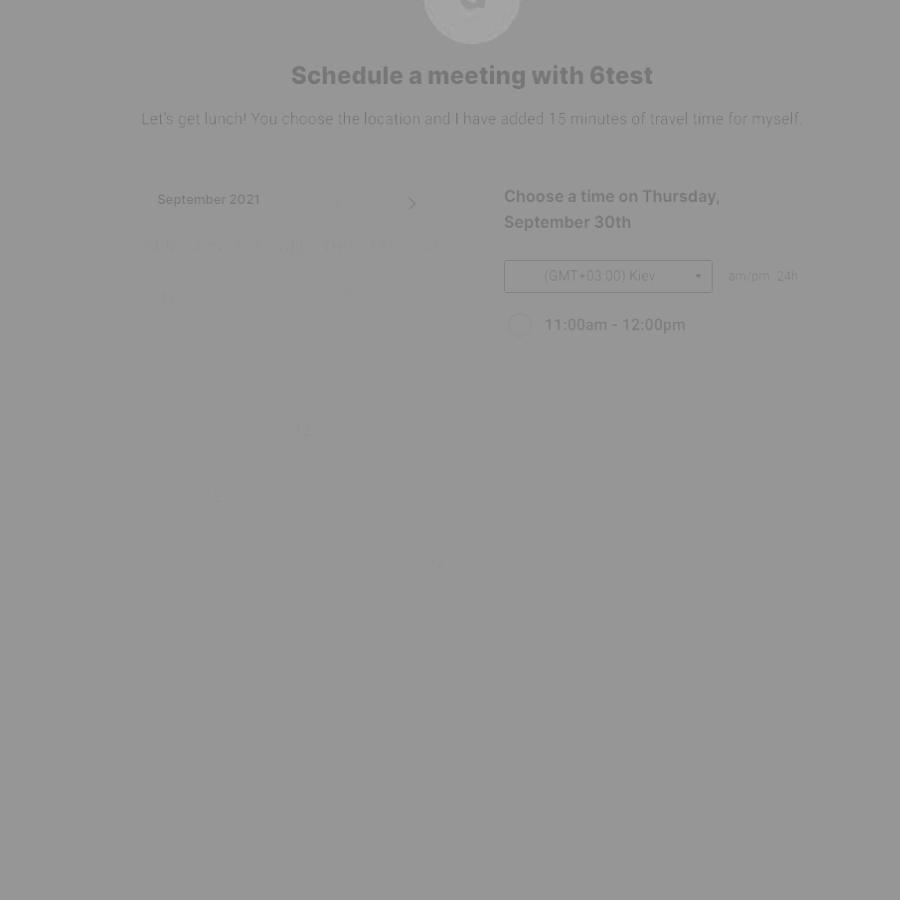 Schedule a meeting with 6test
Let's get lunch! You choose the location and I have added 15 minutes of travel time for myself.
September 2021
Choose a time on Thursday,
September 30th
(GMT+03:00) Kiev
am/pm 24h
11:00am - 12:00pm